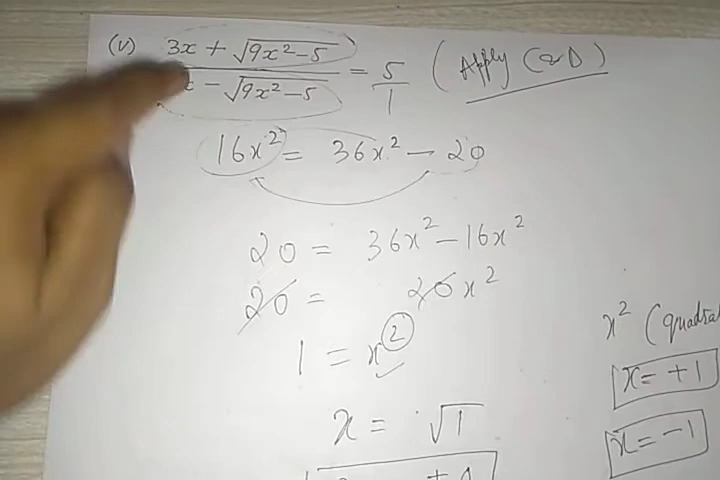 (v) 3x + √9x²-5 / x - √9x²-5 = 5/1 (Apply C & D)
16x² = 36x² - 20
20 = 36x² - 16x²
20 = 20x²
1 = x²
x = √1
x²
x = +1
x = -1